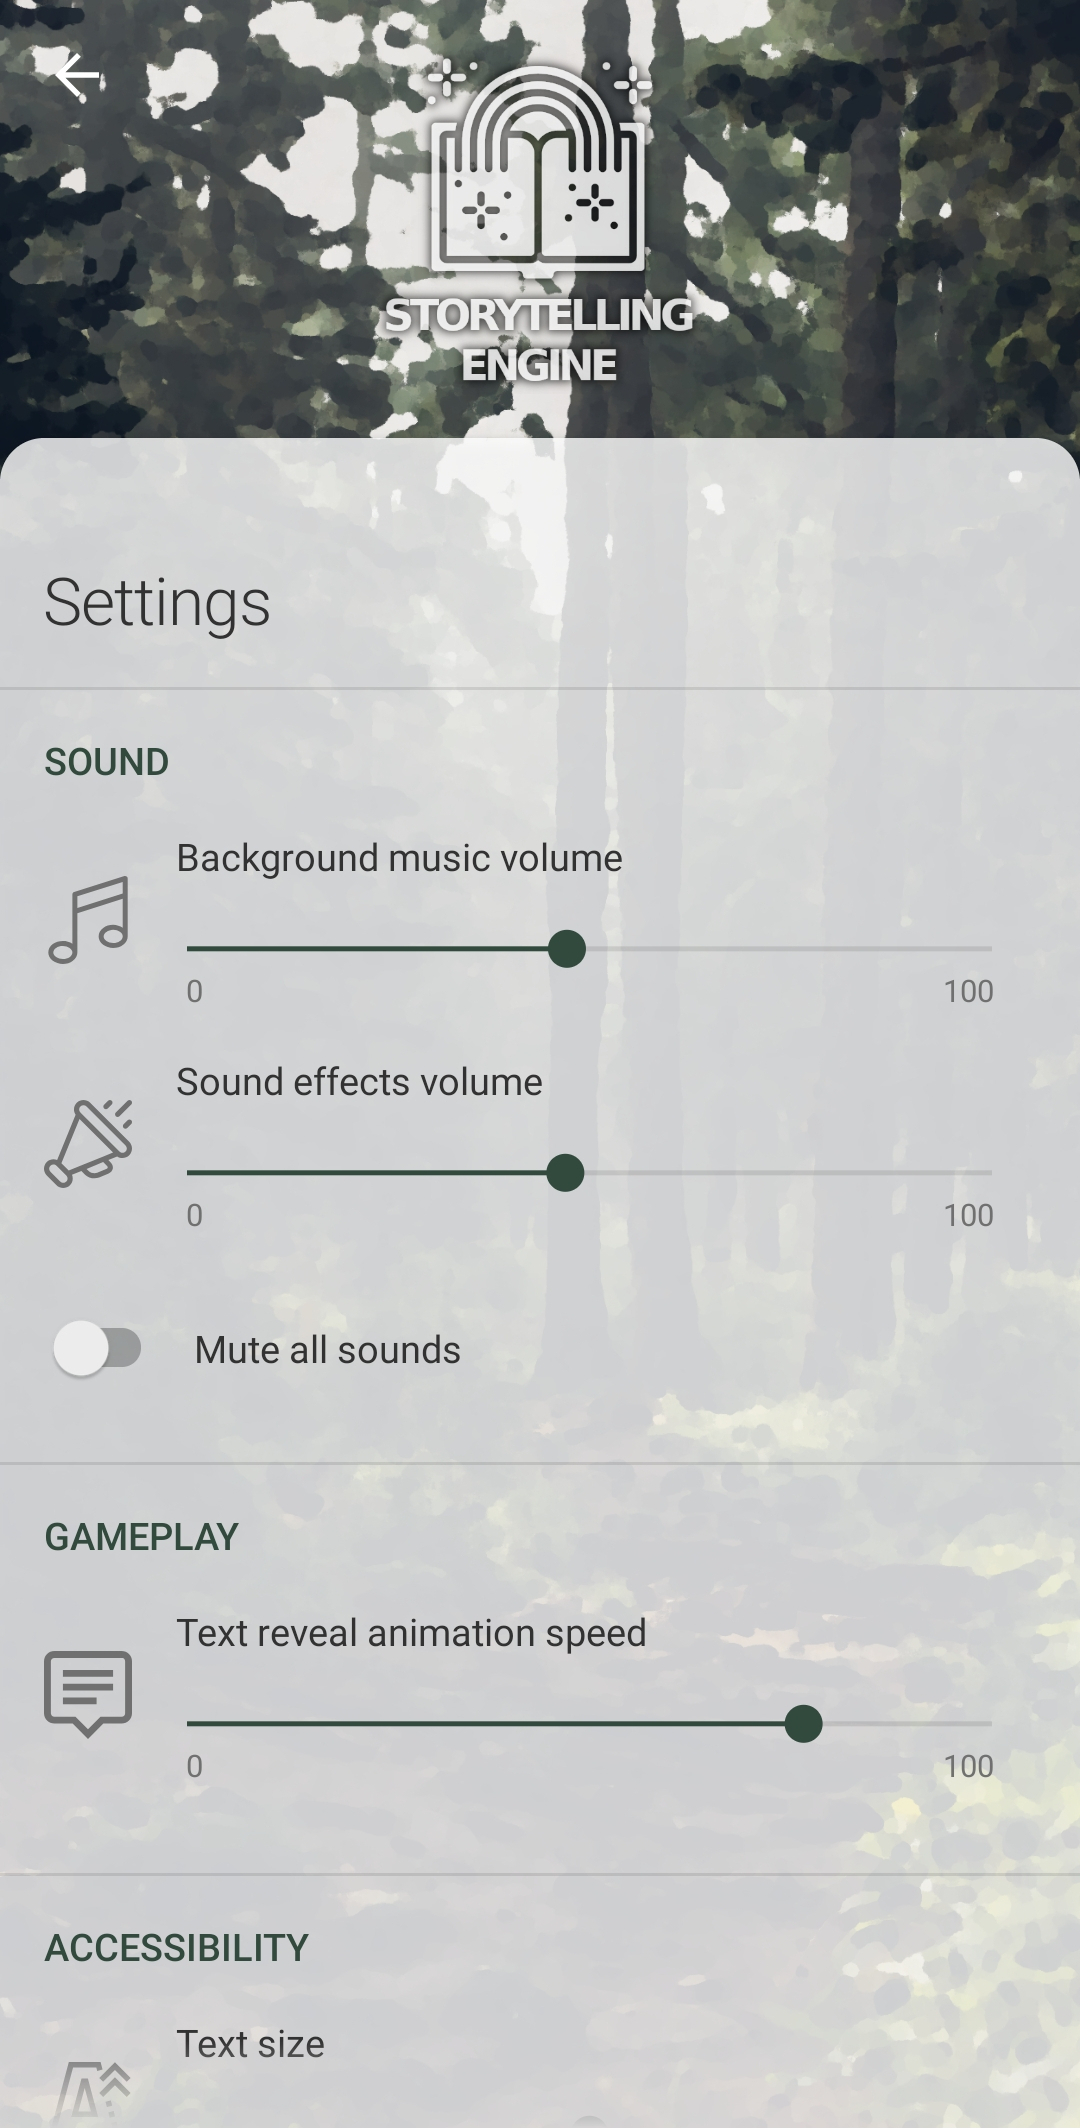 STORYTELLING
ENGINE
Settings
SOUND
Background music volume
0 100
Sound effects volume
0 100
Mute all sounds
GAMEPLAY
Text reveal animation speed
0 100
ACCESSIBILITY
Text size